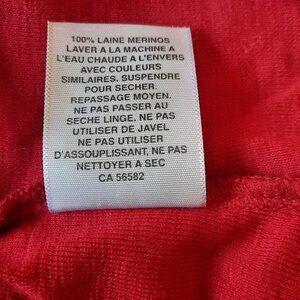 100% LAINE MERINOS
LAVER A LA MACHINE A
L'EAU CHAUDE A L'ENVERS
AVEC COULEURS
SIMILAIRES. SUSPENDRE
POUR SECHER.
REPASSAGE MOYEN.
NE PAS PASSER AU
SECHE LINGE. NE PAS
UTILISER DE JAVEL
NE PAS UTILISER
D'ASSOUPLISSANT, NE PAS
NETTOYER A SEC
CA 56582